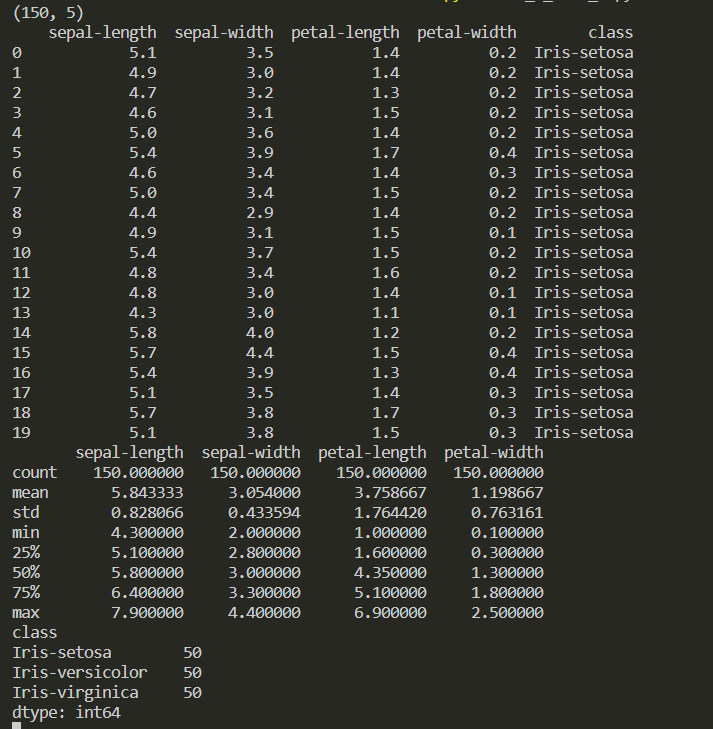 (150, 5)
    sepal-length  sepal-width  petal-length  petal-width        class
0            5.1          3.5           1.4          0.2  Iris-setosa
1            4.9          3.0           1.4          0.2  Iris-setosa
2            4.7          3.2           1.3          0.2  Iris-setosa
3            4.6          3.1           1.5          0.2  Iris-setosa
4            5.0          3.6           1.4          0.2  Iris-setosa
5            5.4          3.9           1.7          0.4  Iris-setosa
6            4.6          3.4           1.4          0.3  Iris-setosa
7            5.0          3.4           1.5          0.2  Iris-setosa
8            4.4          2.9           1.4          0.2  Iris-setosa
9            4.9          3.1           1.5          0.1  Iris-setosa
10           5.4          3.7           1.5          0.2  Iris-setosa
11           4.8          3.4           1.6          0.2  Iris-setosa
12           4.8          3.0           1.4          0.1  Iris-setosa
13           4.3          3.0           1.1          0.1  Iris-setosa
14           5.8          4.0           1.2          0.2  Iris-setosa
15           5.7          4.4           1.5          0.4  Iris-setosa
16           5.4          3.9           1.3          0.4  Iris-setosa
17           5.1          3.5           1.4          0.3  Iris-setosa
18           5.7          3.8           1.7          0.3  Iris-setosa
19           5.1          3.8           1.5          0.3  Iris-setosa
       sepal-length  sepal-width  petal-length  petal-width
count    150.000000   150.000000    150.000000   150.000000
mean       5.843333     3.054000      3.758667     1.198667
std        0.828066     0.433594      1.764420     0.763161
min        4.300000     2.000000      1.000000     0.100000
25%        5.100000     2.800000      1.600000     0.300000
50%        5.800000     3.000000      4.350000     1.300000
75%        6.400000     3.300000      5.100000     1.800000
max        7.900000     4.400000      6.900000     2.500000
class
Iris-setosa        50
Iris-versicolor    50
Iris-virginica     50
dtype: int64